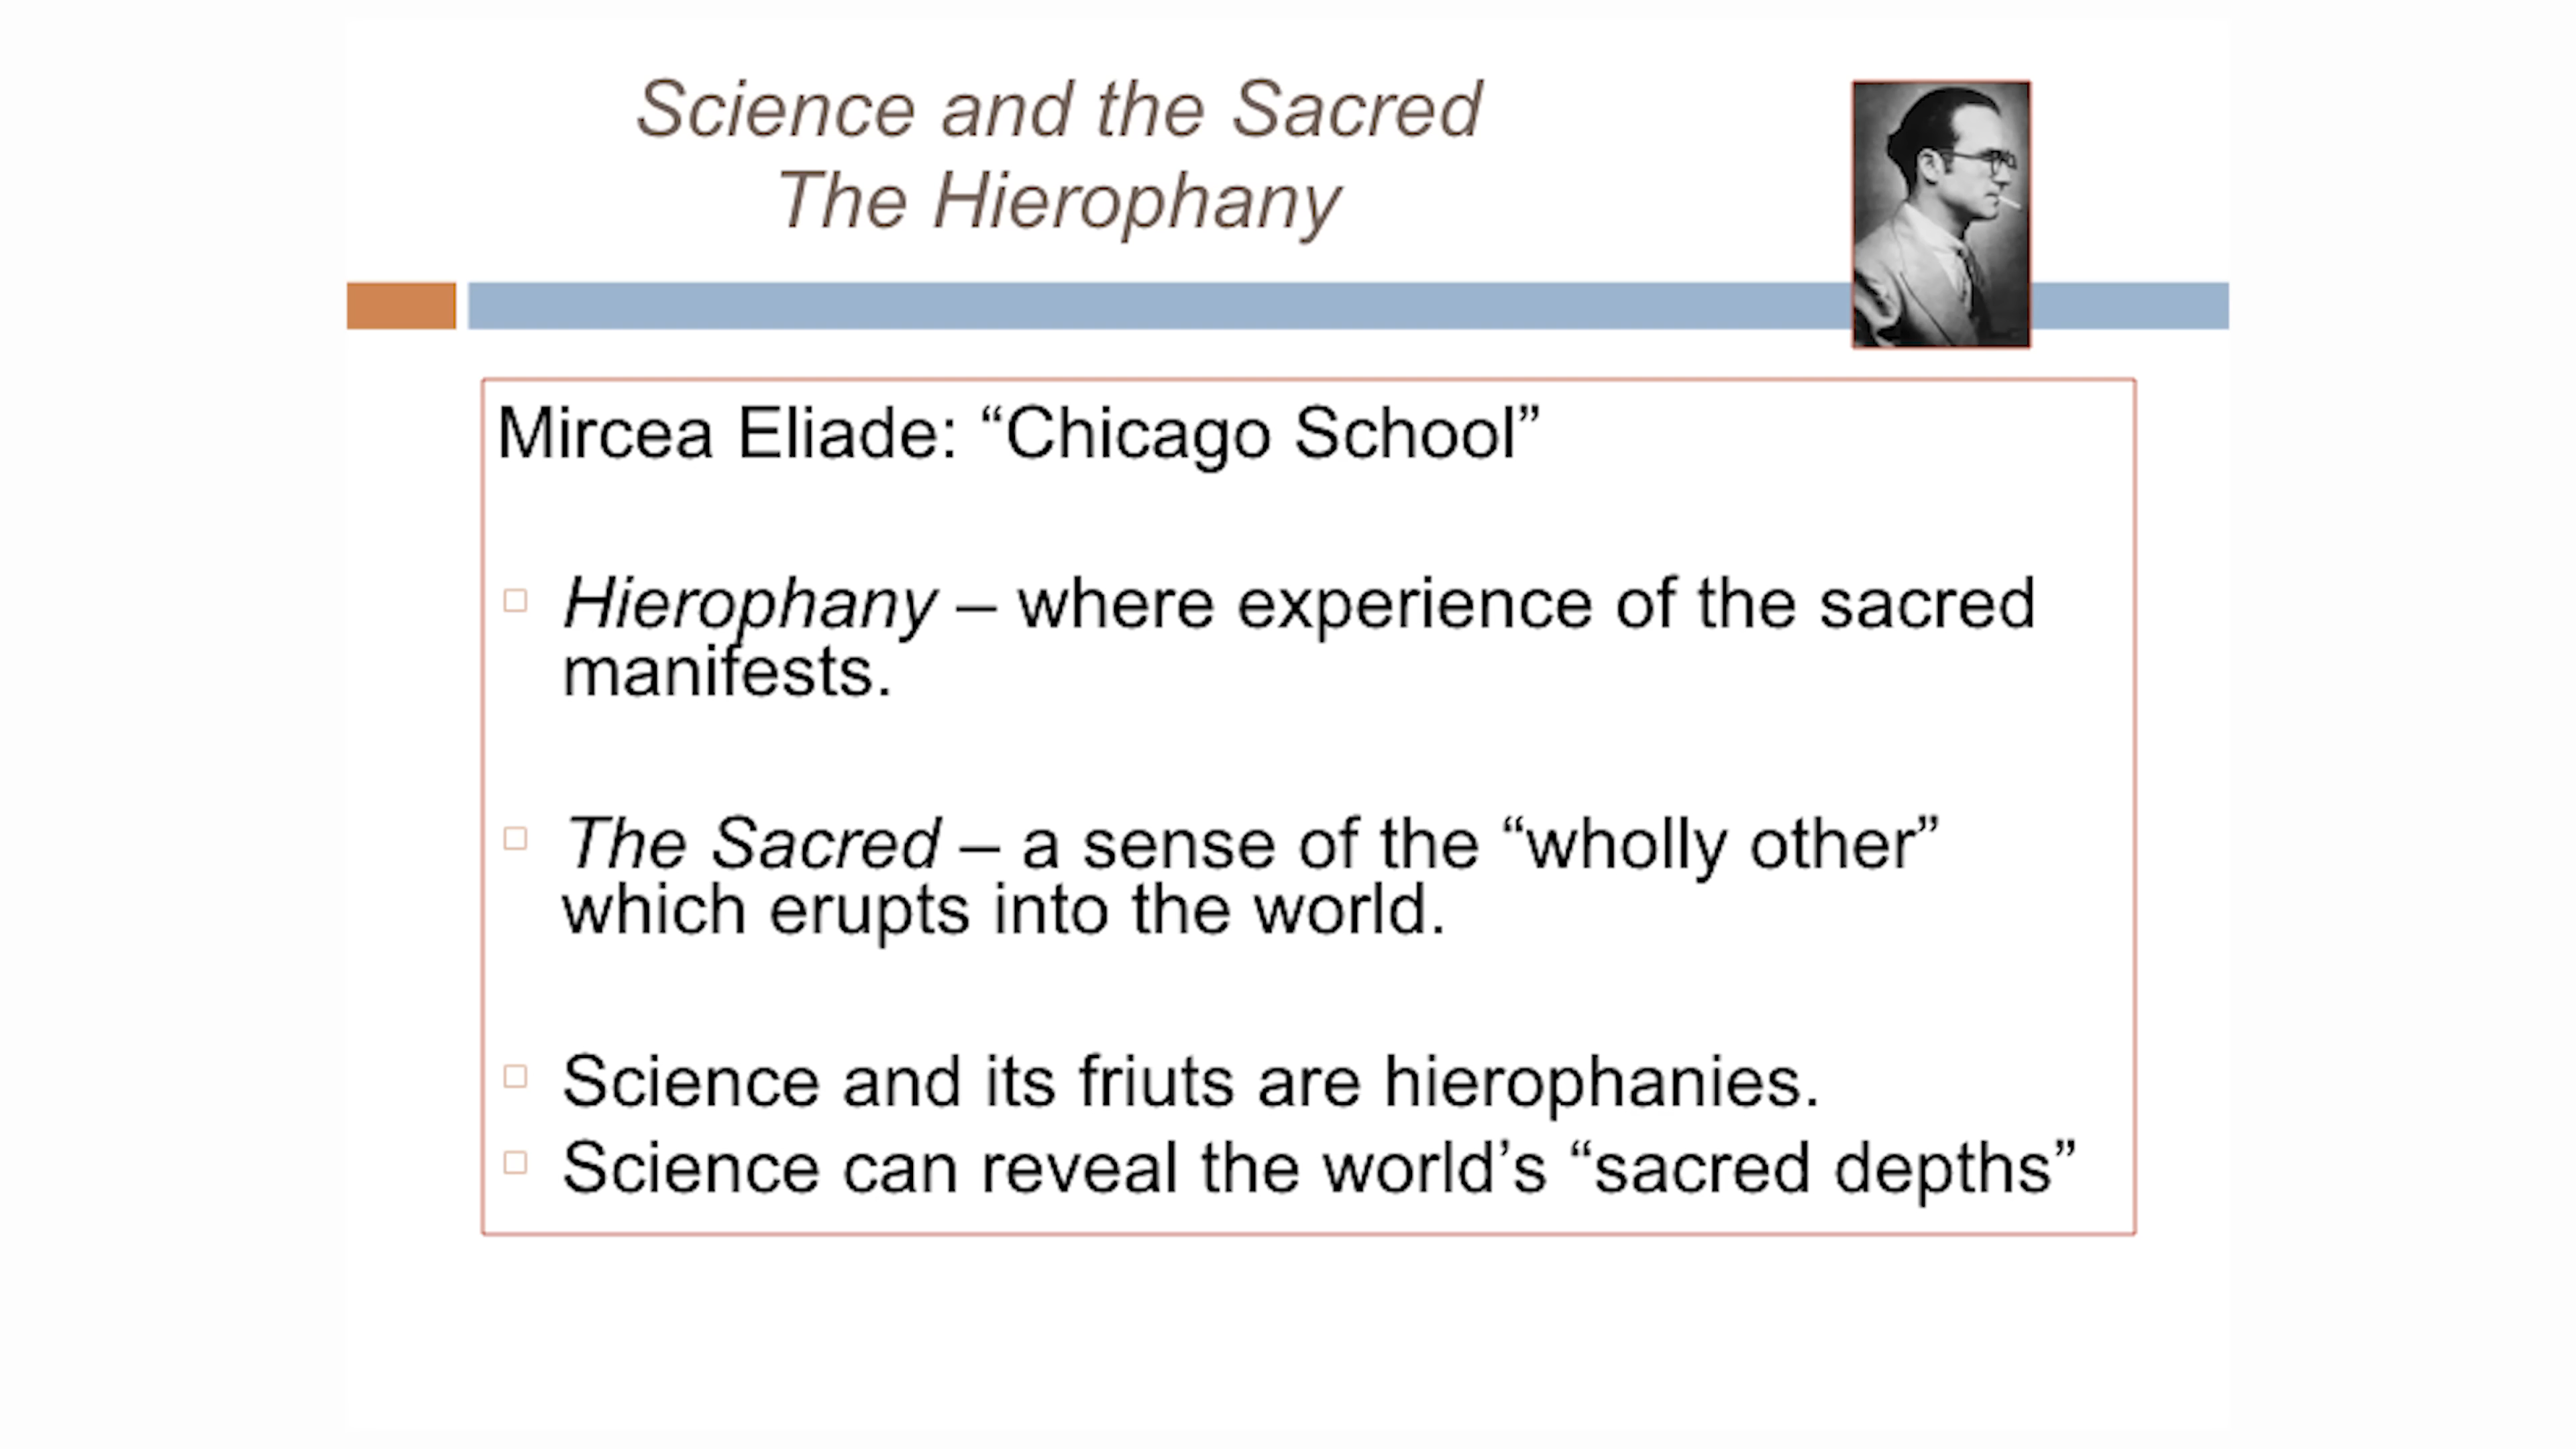 Science and the Sacred
The Hierophany
Mircea Eliade: “Chicago School”
Hierophany – where experience of the sacred
manifests.
The Sacred – a sense of the “wholly other”
which erupts into the world.
Science and its friuts are hierophanies.
Science can reveal the world’s “sacred depths”